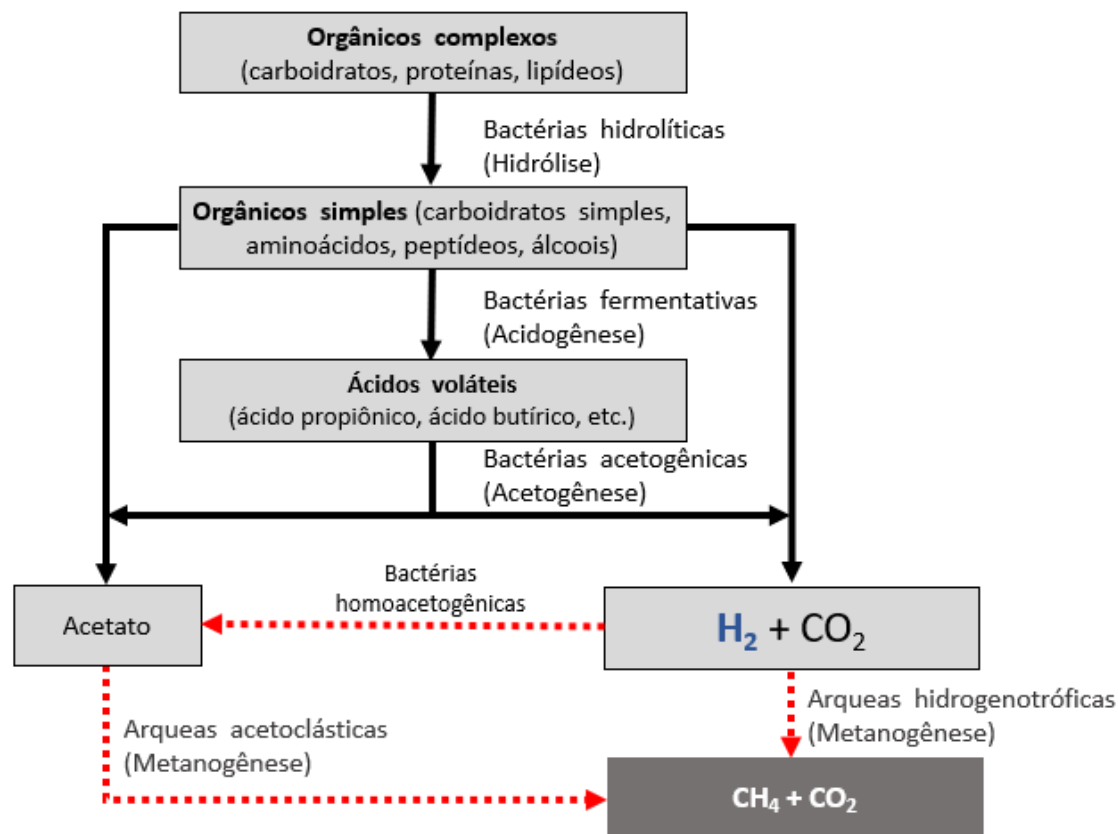 Orgânicos complexos
(carboidratos, proteínas, lipídeos)
Bactérias hidrolíticas
(Hidrólise)
Orgânicos simples (carboidratos simples,
aminoácidos, peptídeos, álcoois)
Bactérias fermentativas
(Acidogênese)
Ácidos voláteis
(ácido propiônico, ácido butírico, etc.)
Bactérias acetogênicas
(Acetogênese)
Bactérias
homoacetogênicas
Acetato
H₂ + CO₂
Arqueas hidrogenotróficas
(Metanogênese)
Arqueas acetoclásticas
(Metanogênese)
CH₄ + CO₂